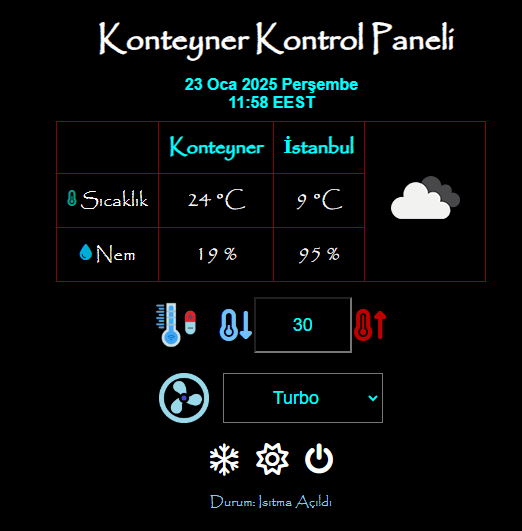 Konteyner Kontrol Paneli
23 Oca 2025 Perşembe
11:58 EEST
Konteyner İstanbul
Sıcaklık 24 °C 9 °C
Nem 19 % 95 %
30
Turbo
Durum: Isıtma Açıldı